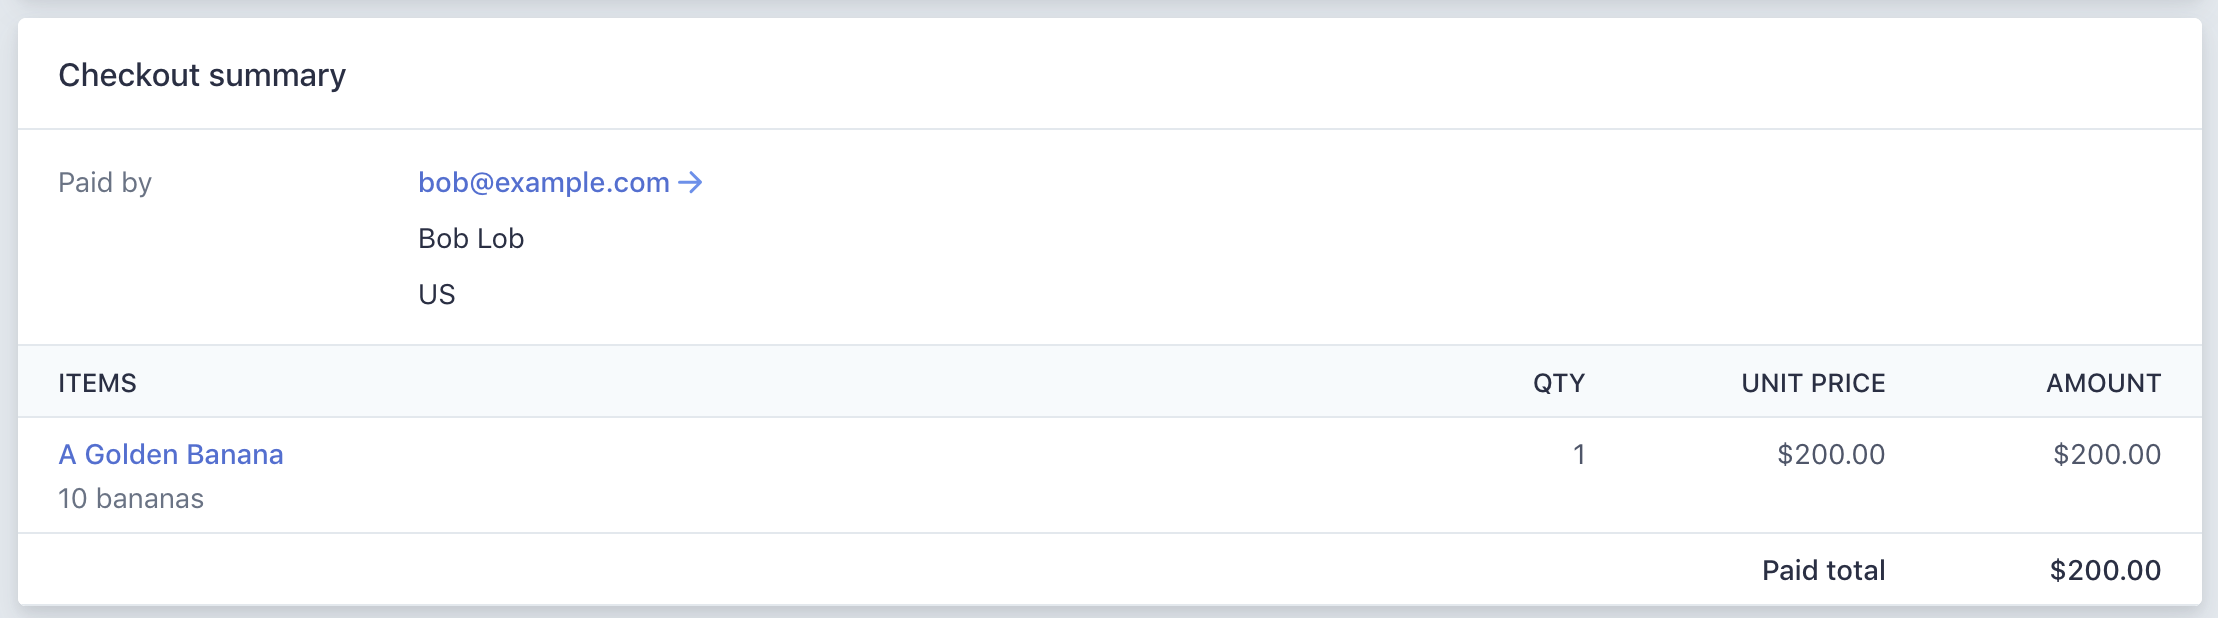 Checkout summary
Paid by
bob@example.com →
Bob Lob
US
ITEMS QTY UNIT PRICE AMOUNT
A Golden Banana 1 $200.00 $200.00
10 bananas
Paid total $200.00